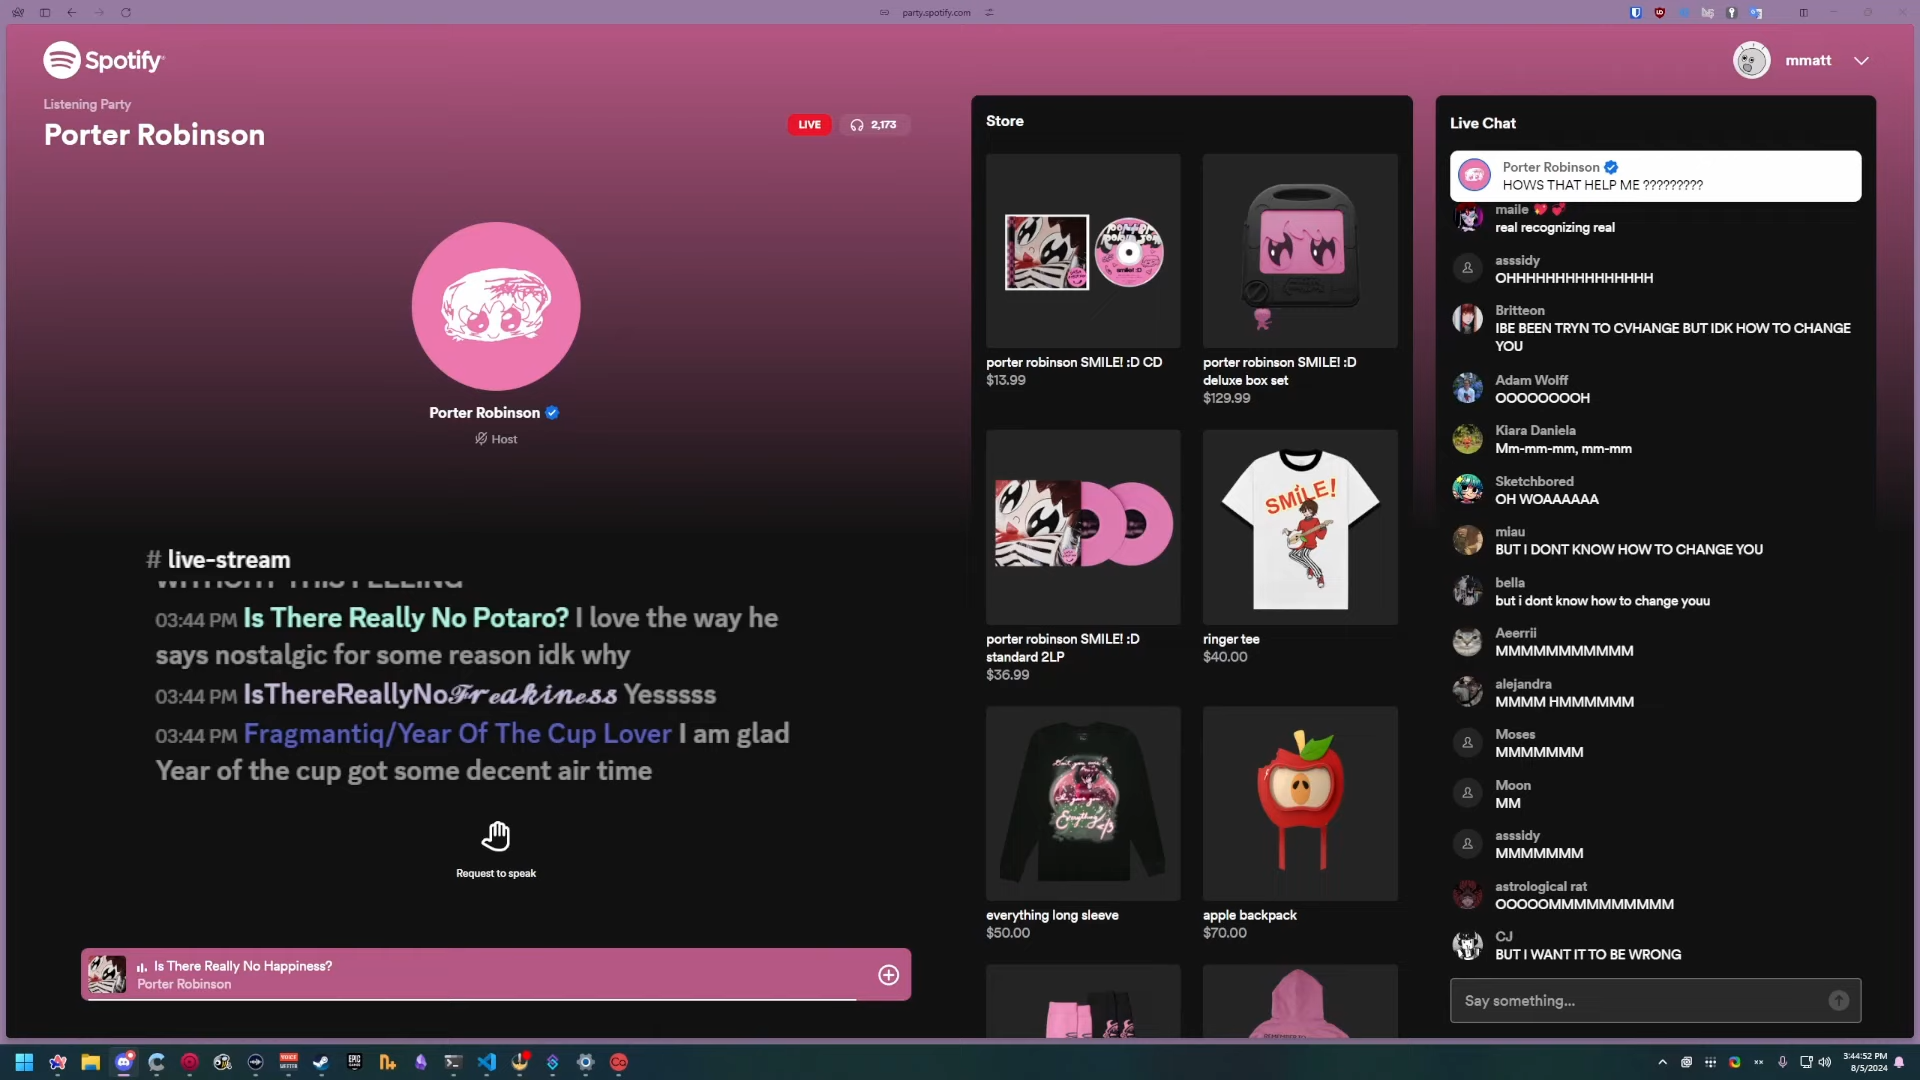 party.spotify.com
Spotify
mmatt
Listening Party
Porter Robinson
LIVE
2,173
Porter Robinson
Host
# live-stream
WITHOUT THIS FEELING
03:44 PM Is There Really No Potaro? I love the way he
says nostalgic for some reason idk why
03:44 PM IsThereReallyNo𝓕𝓻𝓮𝓪𝓴𝓲𝓷𝓮𝓼𝓼 Yesssss
03:44 PM Fragmantiq/Year Of The Cup Lover I am glad
Year of the cup got some decent air time
Request to speak
Is There Really No Happiness?
Porter Robinson
Store
porter robinson SMILE! :D CD
$13.99
porter robinson SMILE! :D
deluxe box set
$129.99
porter robinson SMILE! :D
standard 2LP
$36.99
SMiLE!
ringer tee
$40.00
everything long sleeve
$50.00
apple backpack
$70.00
Live Chat
Porter Robinson
HOWS THAT HELP ME ?????????
maile 💖 💞
real recognizing real
asssidy
OHHHHHHHHHHHHHHH
Britteon
IBE BEEN TRYN TO CVHANGE BUT IDK HOW TO CHANGE
YOU
Adam Wolff
OOOOOOOOH
Kiara Daniela
Mm-mm-mm, mm-mm
Sketchbored
OH WOAAAAAA
miau
BUT I DONT KNOW HOW TO CHANGE YOU
bella
but i dont know how to change youu
Aeerrii
MMMMMMMMMMM
alejandra
MMMM HMMMMMMM
Moses
MMMMMMM
Moon
MM
asssidy
MMMMMMM
astrological rat
OOOOOMMMMMMMMMMM
CJ
BUT I WANT IT TO BE WRONG
Say something...
3:44:52 PM
8/5/2024